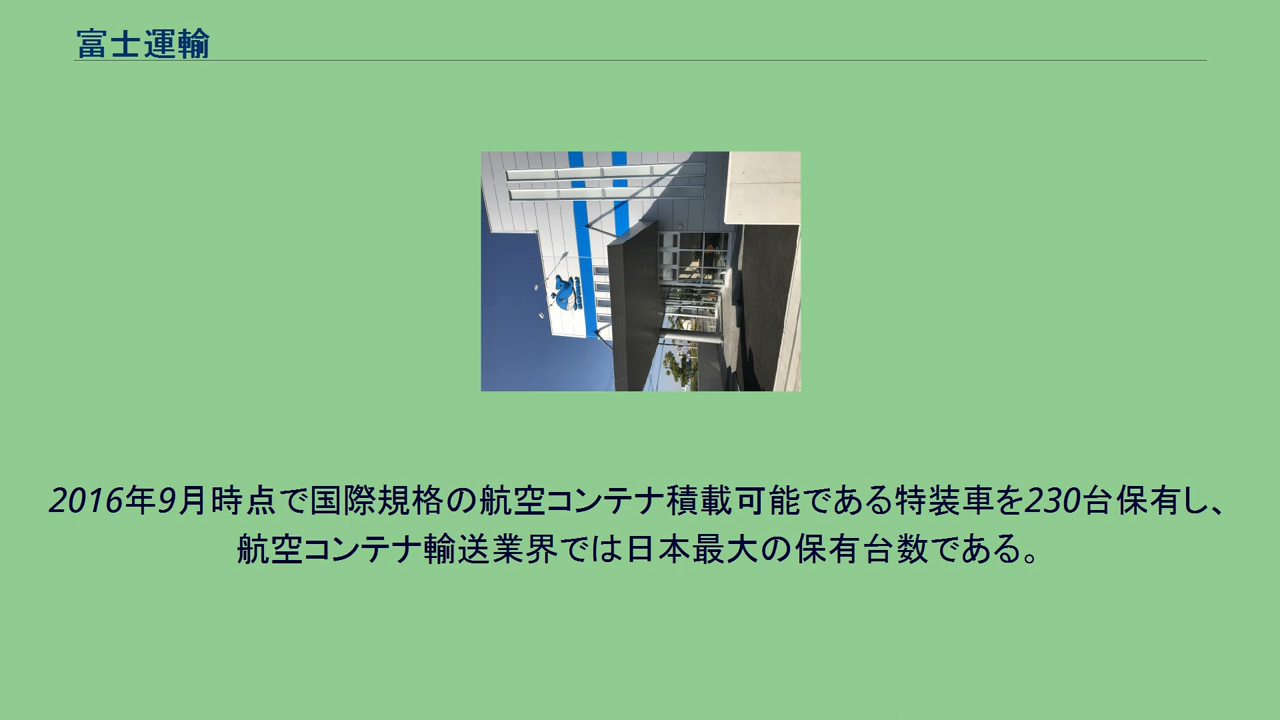 富士運輸
2016年9月時点で国際規格の航空コンテナ積載可能である特装車を230台保有し、
航空コンテナ輸送業界では日本最大の保有台数である。